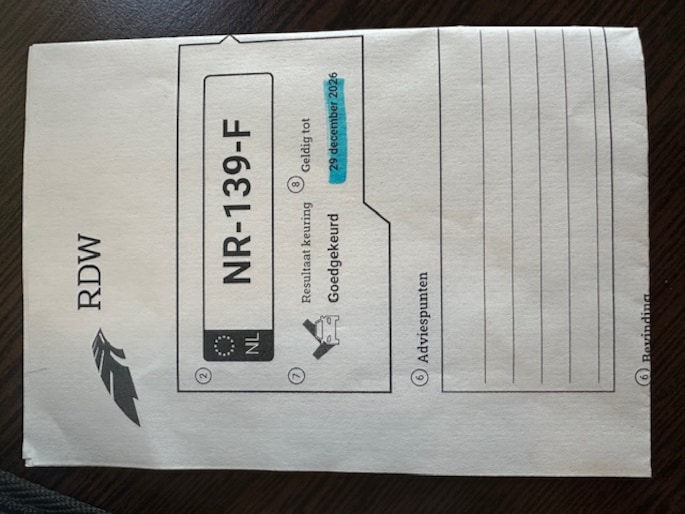 RDW
2
NL
NR-139-F
7 Resultaat keuring
Goedgekeurd
8 Geldig tot
29 december 2026
6 Adviespunten
6 Bevinding